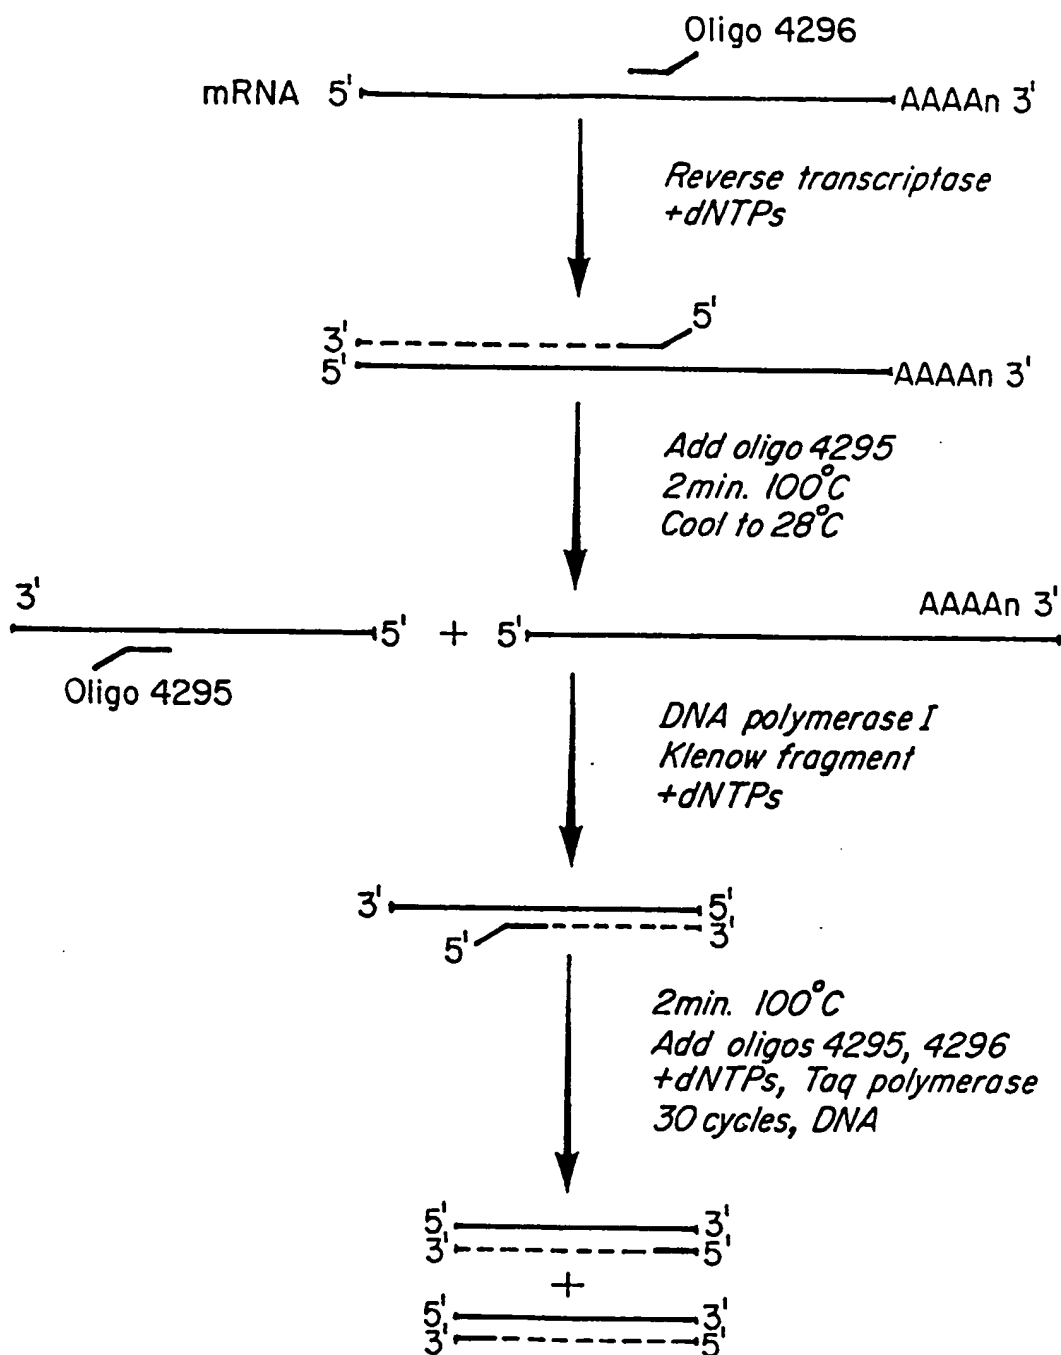 Oligo 4296
mRNA 5' AAAAn 3'
Reverse transcriptase
+dNTPs
5'
3'
5' AAAAn 3'
Add oligo 4295
2min. 100°C
Cool to 28°C
3' AAAAn 3'
5' + 5'
Oligo 4295
DNA polymerase I
Klenow fragment
+dNTPs
3' 5'
5' 3'
2min. 100°C
Add oligos 4295, 4296
+dNTPs, Taq polymerase
30 cycles, DNA
5' 3'
3' 5'
+
5' 3'
3' 5'